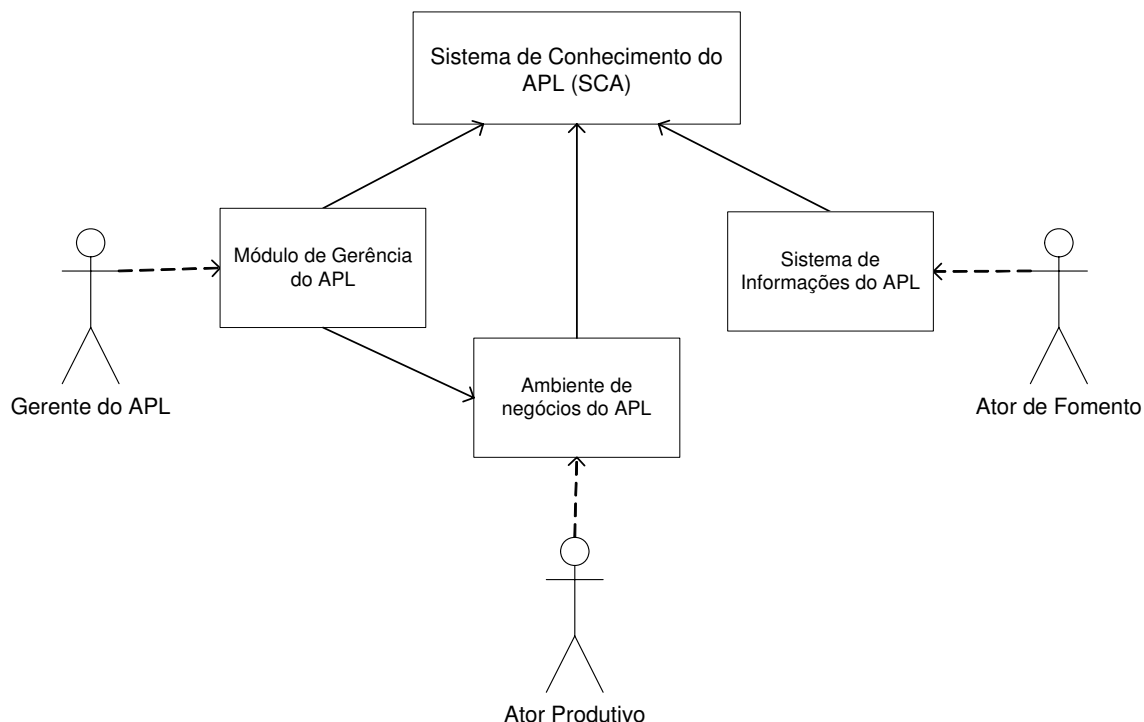 Sistema de Conhecimento do
APL (SCA)
Módulo de Gerência
do APL
Sistema de
Informações do APL
Gerente do APL
Ambiente de
negócios do APL
Ator de Fomento
Ator Produtivo